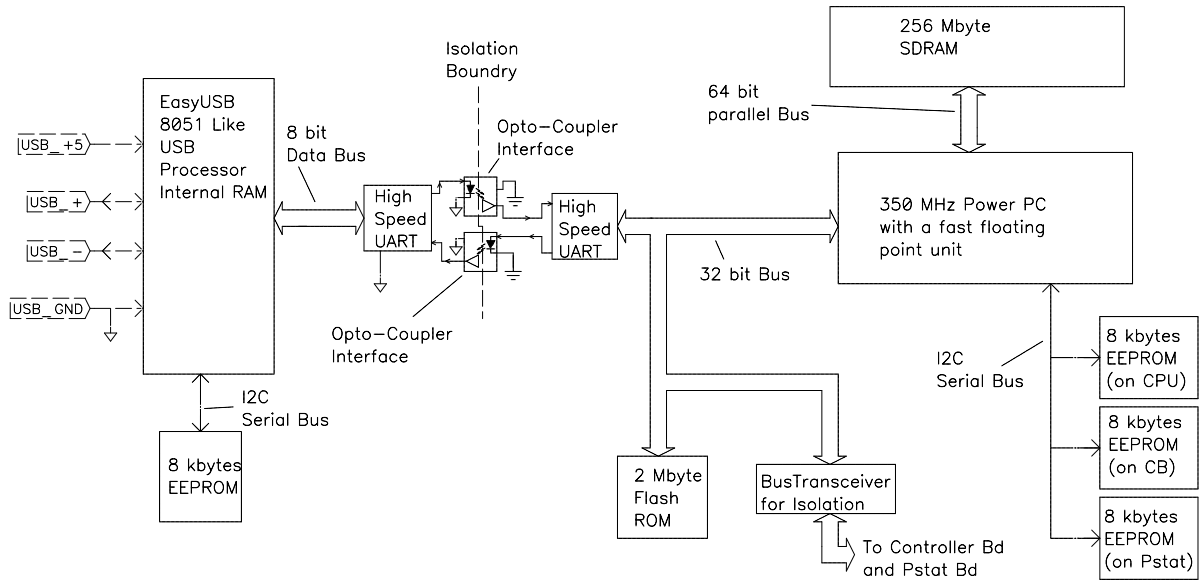 256 Mbyte
SDRAM
Isolation
Boundry
64 bit
parallel Bus
EasyUSB
8051 Like
USB
Processor
Internal RAM
USB_+5
USB_+
USB_-
USB_GND
8 bit
Data Bus
Opto-Coupler
Interface
High
Speed
UART
High
Speed
UART
350 MHz Power PC
with a fast floating
point unit
32 bit Bus
Opto-Coupler
Interface
I2C
Serial Bus
8 kbytes
EEPROM
I2C
Serial Bus
8 kbytes
EEPROM
(on CPU)
8 kbytes
EEPROM
(on CB)
8 kbytes
EEPROM
(on Pstat)
2 Mbyte
Flash
ROM
BusTransceiver
for Isolation
To Controller Bd
and Pstat Bd